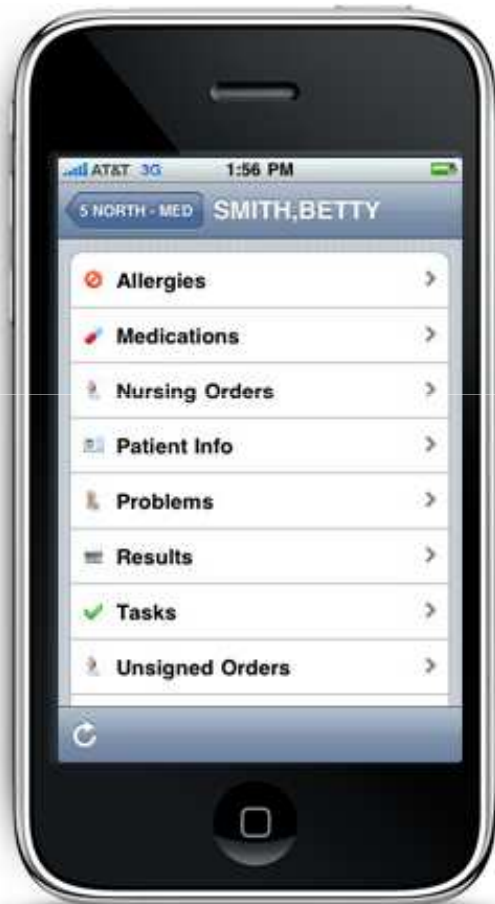 AT&T 3G 1:56 PM
5 NORTH - MED SMITH,BETTY
Allergies
Medications
Nursing Orders
Patient Info
Problems
Results
Tasks
Unsigned Orders